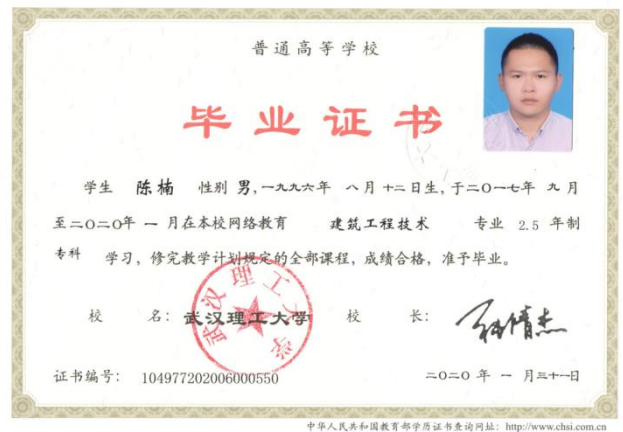 普通高等学校
毕业证书
学生 陈楠 性别 男,一九九六年 八月十二日生,于二〇一七年 九月
至二〇二〇年 一月在本校网络教育 建筑工程技术 专业 2.5 年制
专科 学习,修完教学计划规定的全部课程,成绩合格,准予毕业。
校 名: 武汉理工大学 校 长:
武汉理工大学
证书编号: 104977202006000550 二〇二〇年 一月三十一日
中华人民共和国教育部学历证书查询网址: http://www.chsi.com.cn